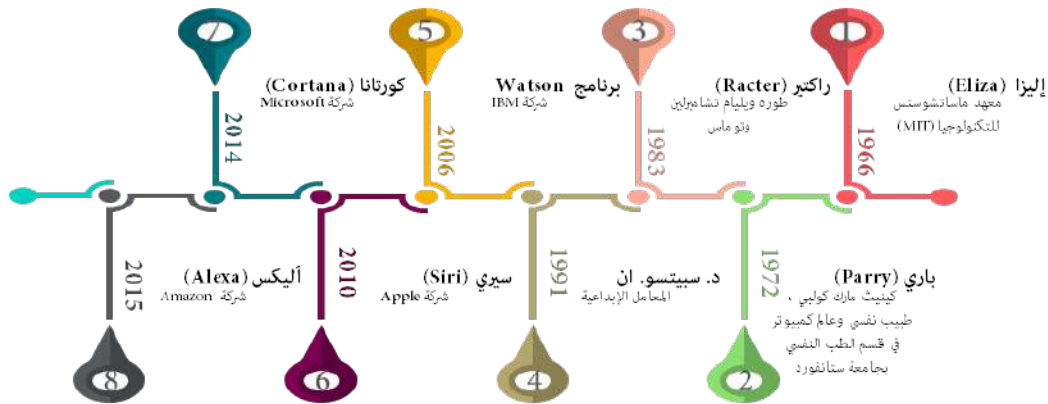 1
1966
إليزا (Eliza)
معهد ماساتشوستس
للتكنولوجيا (MIT)
2
1972
باري (Parry)
كينيث مارك كولبي ،
طبيب نفسي وعالم كمبيوتر
في قسم الطب النفسي
بجامعة ستانفورد
3
1983
راكتير (Racter)
طوره ويليام تشامبرلين
وتوماس
4
1991
د. سبيتسو. ان
المعامل الإبداعية
5
2006
برنامج Watson
شركة IBM
6
2010
سيري (Siri)
شركة Apple
7
2014
كورتانا (Cortana)
شركة Microsoft
8
2015
أليكس (Alexa)
شركة Amazon